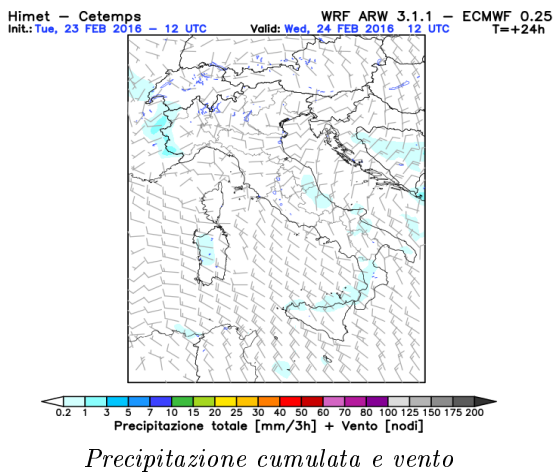 Himet – Cetemps WRF ARW 3.1.1 – ECMWF 0.25
Init.: Tue, 23 FEB 2016 – 12 UTC Valid: Wed, 24 FEB 2016 12 UTC T=+24h
0.2 1 3 5 7 10 15 20 25 30 40 50 60 70 80 100 125 150 175 200
Precipitazione totale [mm/3h] + Vento [nodi]
Precipitazione cumulata e vento